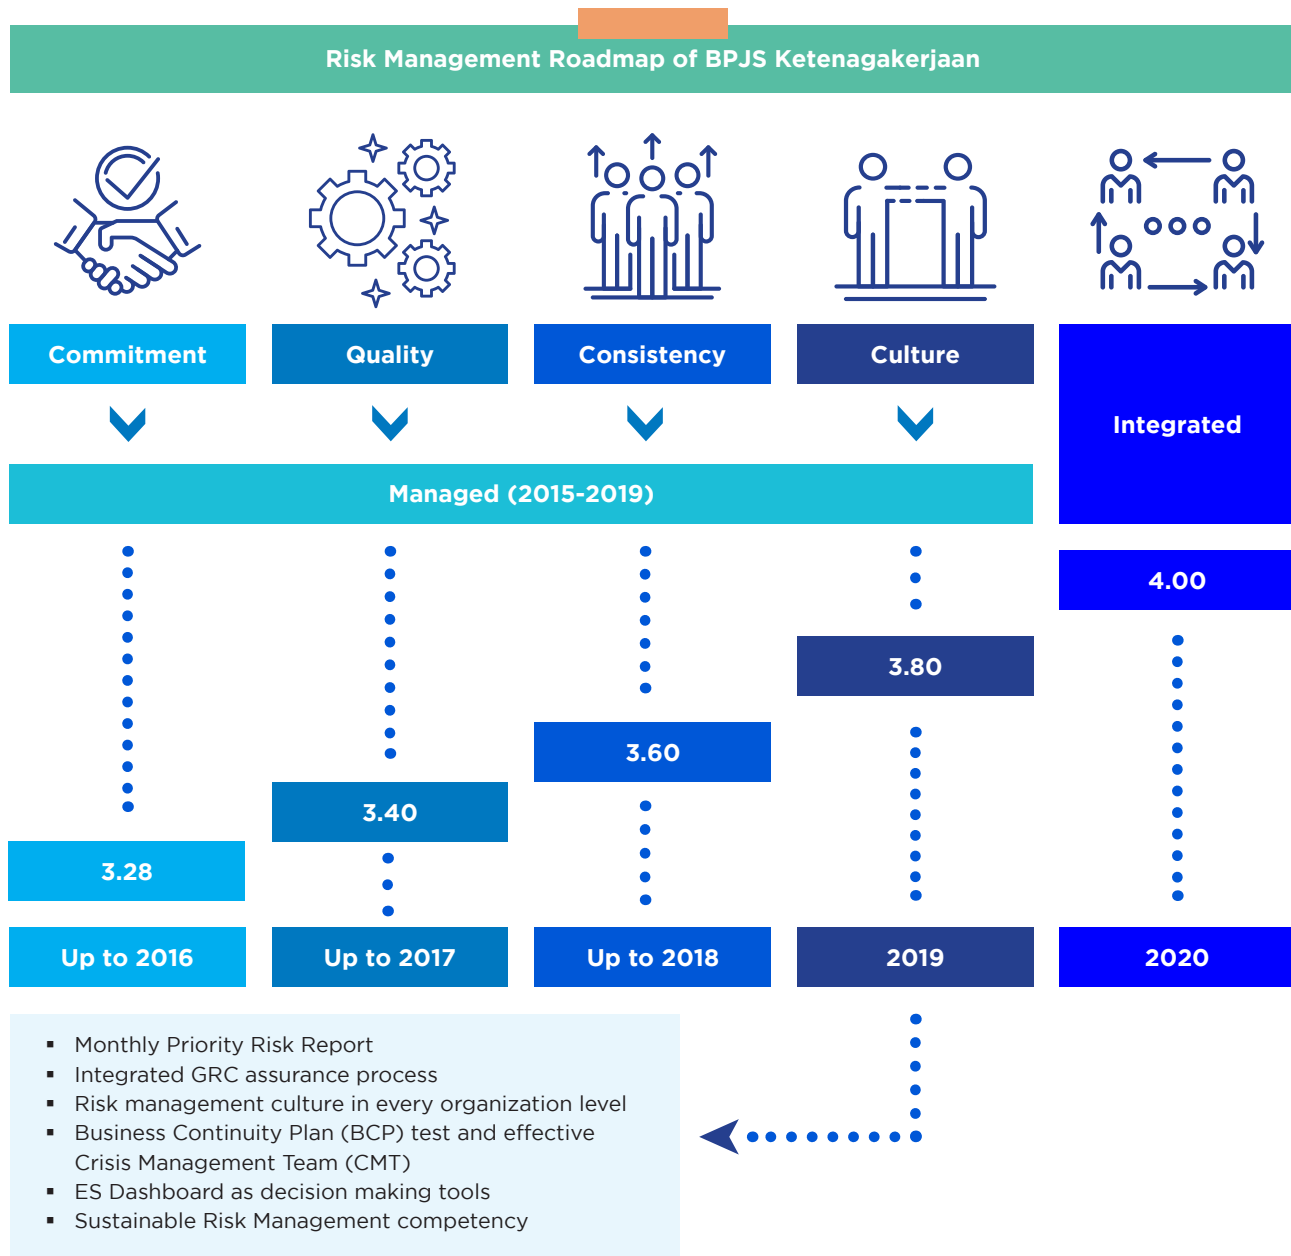 Risk Management Roadmap of BPJS Ketenagakerjaan
Commitment
Quality
Consistency
Culture
Integrated
Managed (2015-2019)
4.00
3.80
3.60
3.40
3.28
Up to 2016
Up to 2017
Up to 2018
2019
2020
▪ Monthly Priority Risk Report
▪ Integrated GRC assurance process
▪ Risk management culture in every organization level
▪ Business Continuity Plan (BCP) test and effective
Crisis Management Team (CMT)
▪ ES Dashboard as decision making tools
▪ Sustainable Risk Management competency